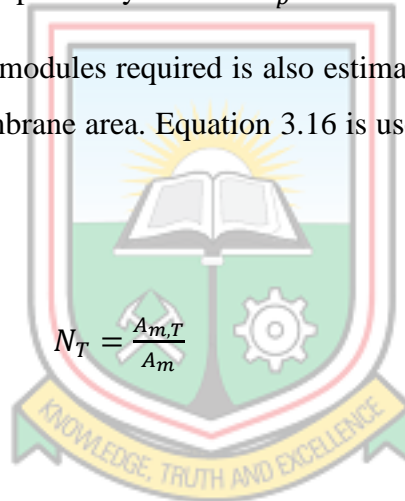 modules required is also estima
mbrane area. Equation 3.16 is us
N_T = A_{m,T} / A_m
KNOWLEDGE, TRUTH AND EXCELLENCE